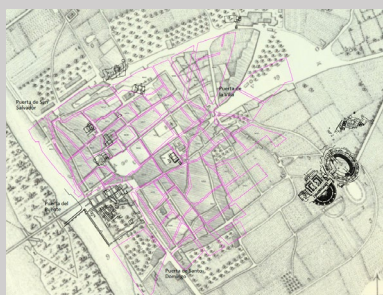 Puerta de San
Salvador
Puerta de
la Villa
Puerta del
Puente
Puerta de Santo
Domingo